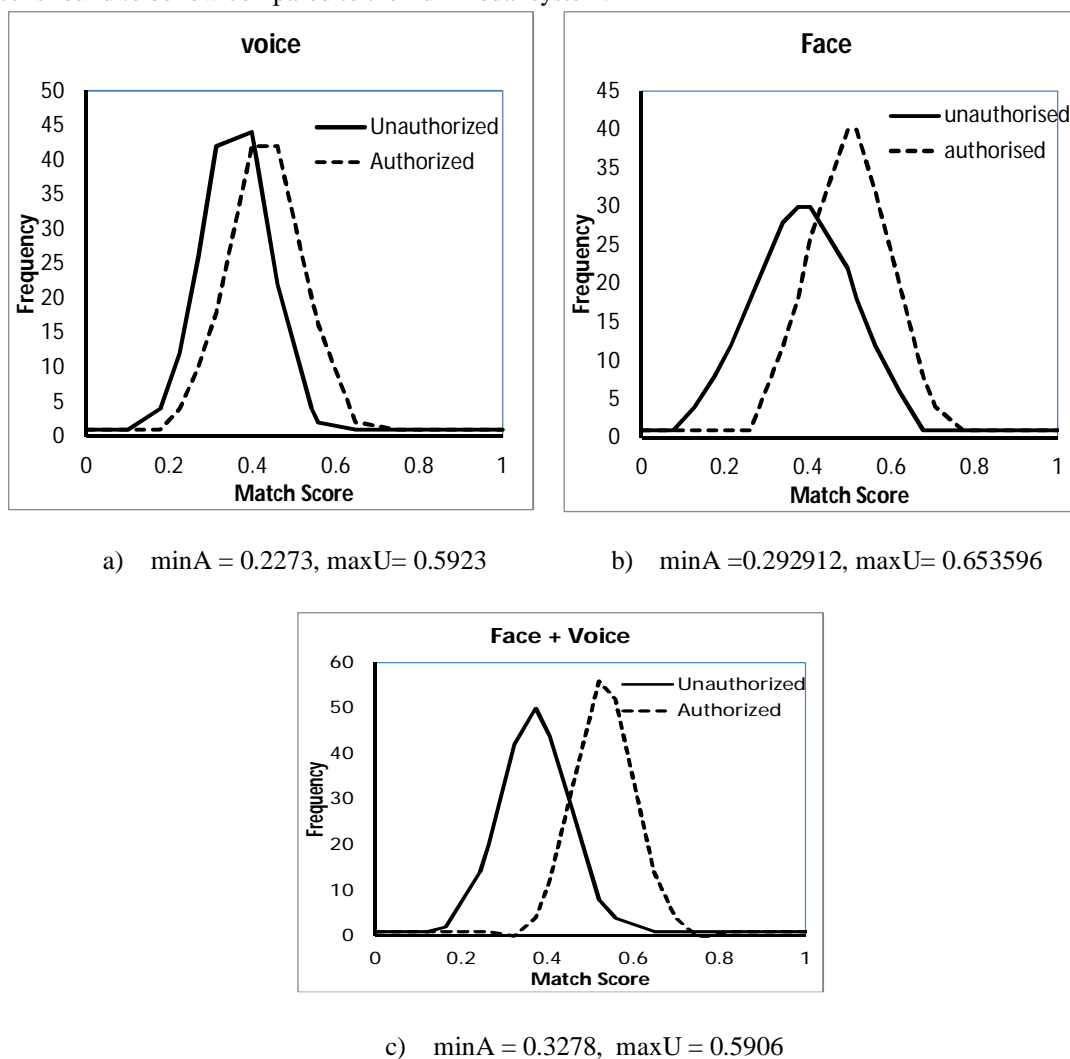 voice
50
45
40
35
30
25
20
15
10
5
0
Frequency
Unauthorized
Authorized
0 0.2 0.4 0.6 0.8 1
Match Score
Face
45
40
35
30
25
20
15
10
5
0
Frequency
unauthorised
authorised
0 0.2 0.4 0.6 0.8 1
Match Score
a) minA = 0.2273, maxU= 0.5923
b) minA =0.292912, maxU= 0.653596
Face + Voice
60
50
40
30
20
10
0
Frequency
Unauthorized
Authorized
0 0.2 0.4 0.6 0.8 1
Match Score
c) minA = 0.3278, maxU = 0.5906